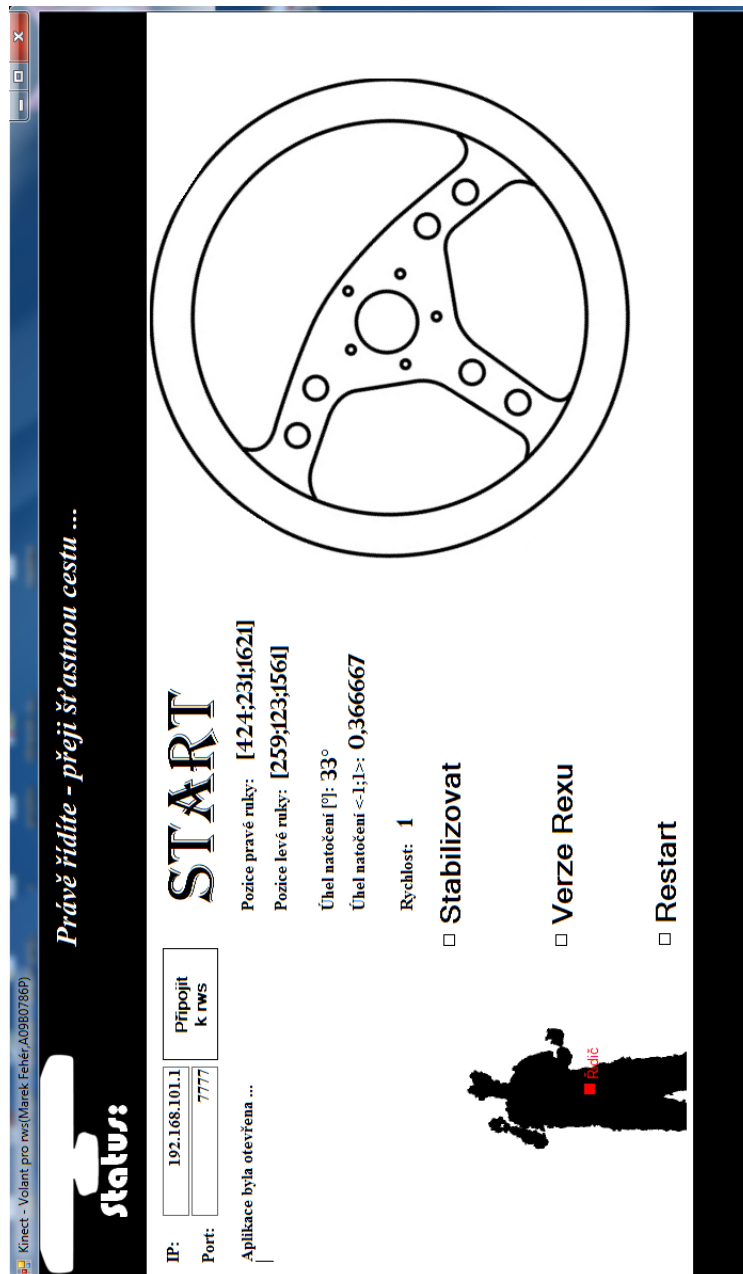 Kinect - Volant pro rws(Marek Fehér,A09B0786P)
Status:
Právě řídíte - přeji šťastnou cestu ...
IP: 192.168.101.1
Port: 7777
Připojit
k rws
Aplikace byla otevřena ...
START
Pozice pravé ruky: [424;231;1621]
Pozice levé ruky: [259;123;1561]
Úhel natočení [°]: 33°
Úhel natočení <-1;1>: 0,366667
Rychlost: 1
Stabilizovat
Verze Rexu
Restart
Řidič